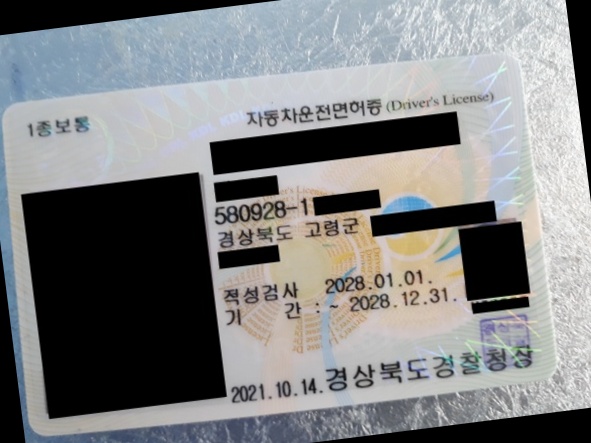 1종보통
자동차운전면허증 (Driver's License)
580928-1
경상북도 고령군
적성검사 2028.01.01.
기 간 : ~ 2028.12.31.
2021.10.14. 경상북도경찰청장